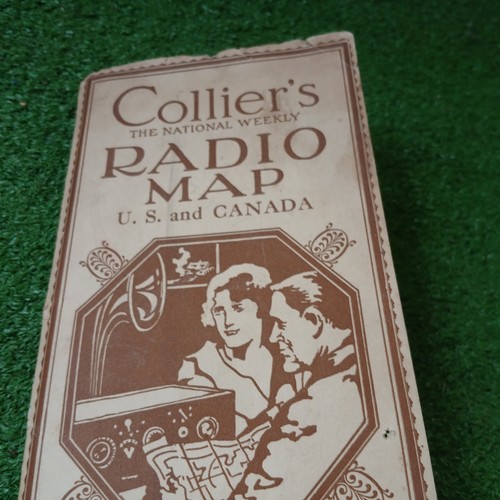 Collier's
THE NATIONAL WEEKLY
RADIO
MAP
U. S. and CANADA